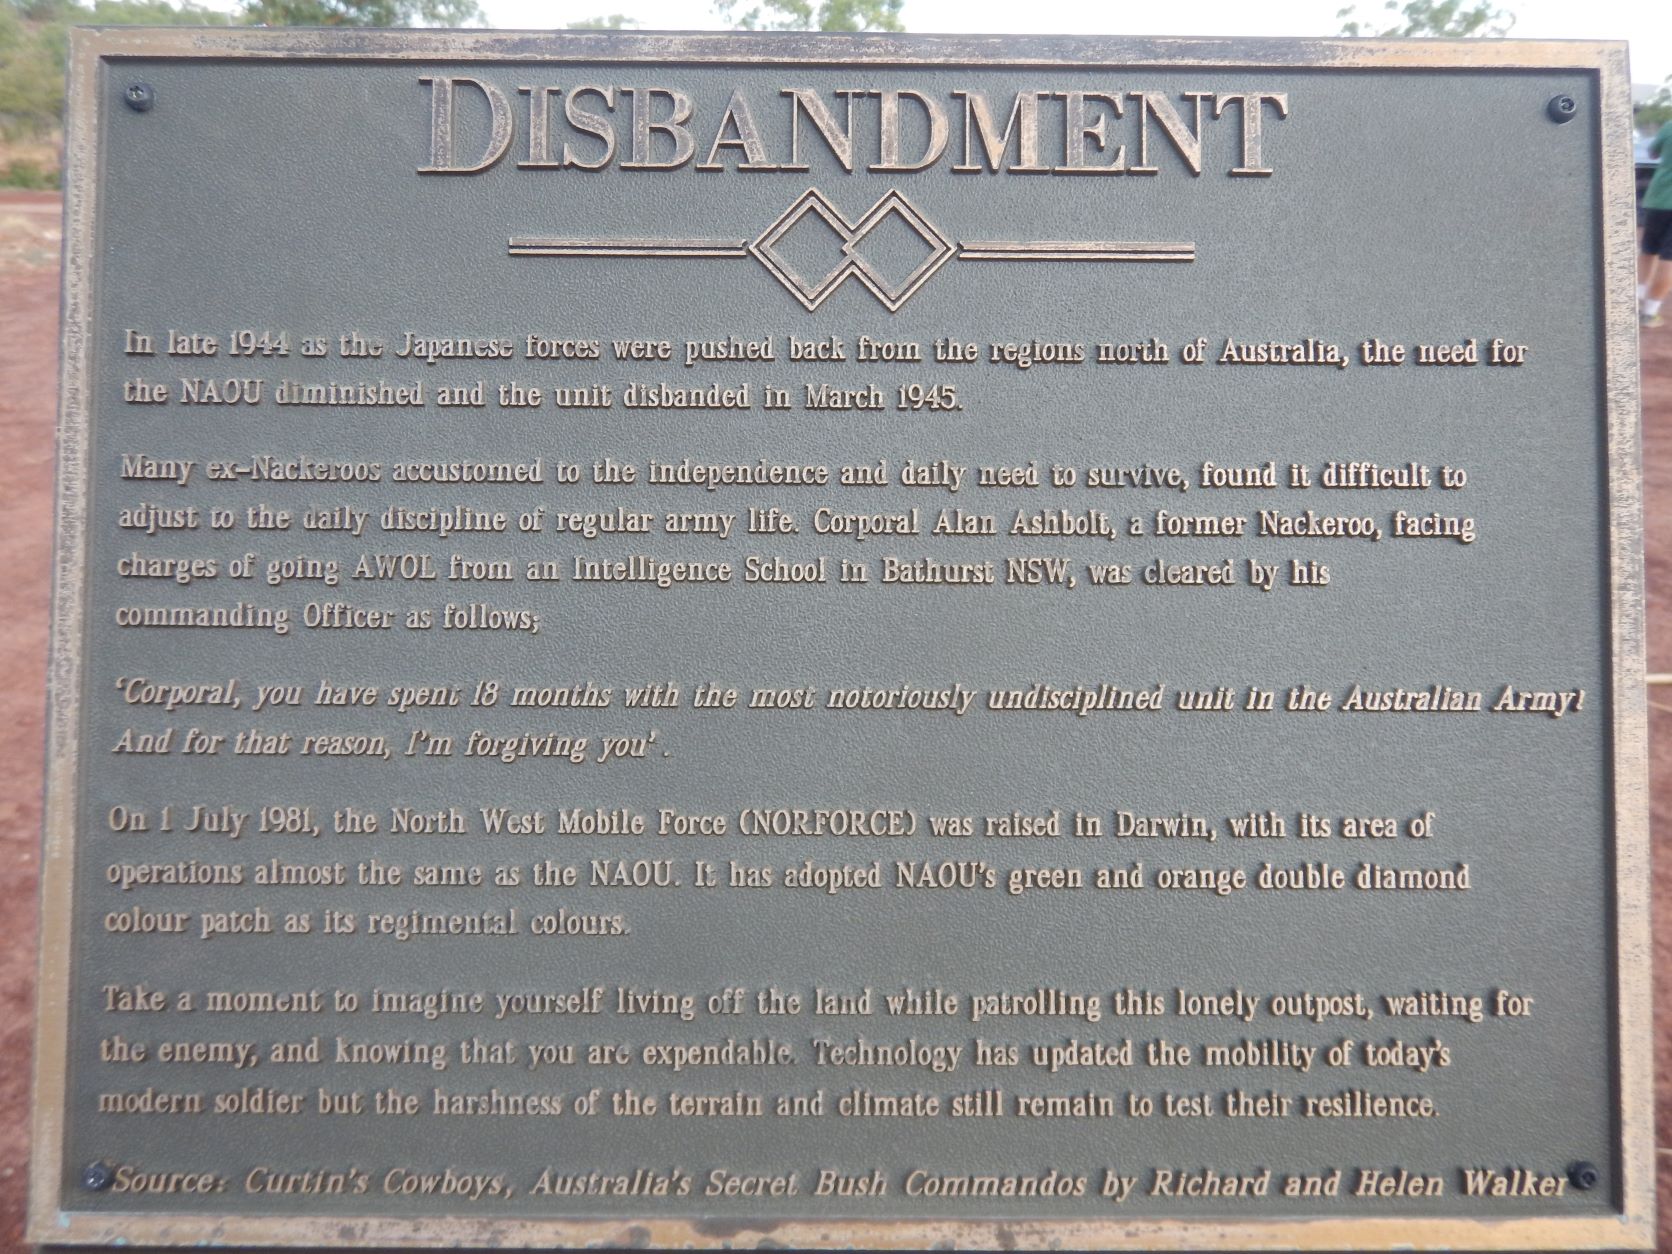 DISBANDMENT
In late 1944 as the Japanese forces were pushed back from the regions north of Australia, the need for
the NAOU diminished and the unit disbanded in March 1945.
Many ex-Nackeroos accustomed to the independence and daily need to survive, found it difficult to
adjust to the daily discipline of regular army life. Corporal Alan Ashbolt, a former Nackeroo, facing
charges of going AWOL from an Intelligence School in Bathurst NSW, was cleared by his
commanding Officer as follows;
‘Corporal, you have spent 18 months with the most notoriously undisciplined unit in the Australian Army!
And for that reason, I’m forgiving you’.
On 1 July 1981, the North West Mobile Force (NORFORCE) was raised in Darwin, with its area of
operations almost the same as the NAOU. It has adopted NAOU’s green and orange double diamond
colour patch as its regimental colours.
Take a moment to imagine yourself living off the land while patrolling this lonely outpost, waiting for
the enemy, and knowing that you are expendable. Technology has updated the mobility of today’s
modern soldier but the harshness of the terrain and climate still remain to test their resilience.
Source: Curtin’s Cowboys, Australia’s Secret Bush Commandos by Richard and Helen Walker